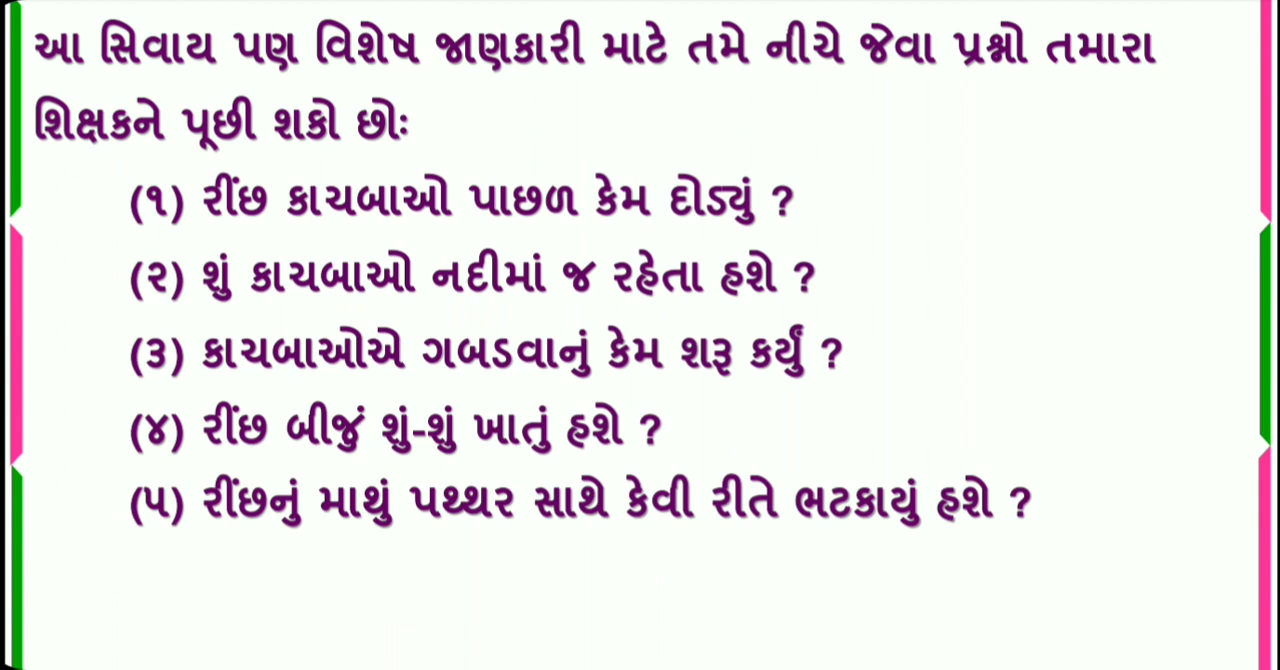 આ સિવાય પણ વિશેષ જાણકારી માટે તમે નીચે જેવા પ્રશ્નો તમારા
શિક્ષકને પૂછી શકો છોઃ
(૧) રીંછ કાચબાઓ પાછળ કેમ દોડ્યું ?
(૨) શું કાચબાઓ નદીમાં જ રહેતા હશે ?
(૩) કાચબાઓએ ગબડવાનું કેમ શરૂ કર્યું ?
(૪) રીંછ બીજું શું-શું ખાતું હશે ?
(૫) રીંછનું માથું પથ્થર સાથે કેવી રીતે ભટકાયું હશે ?